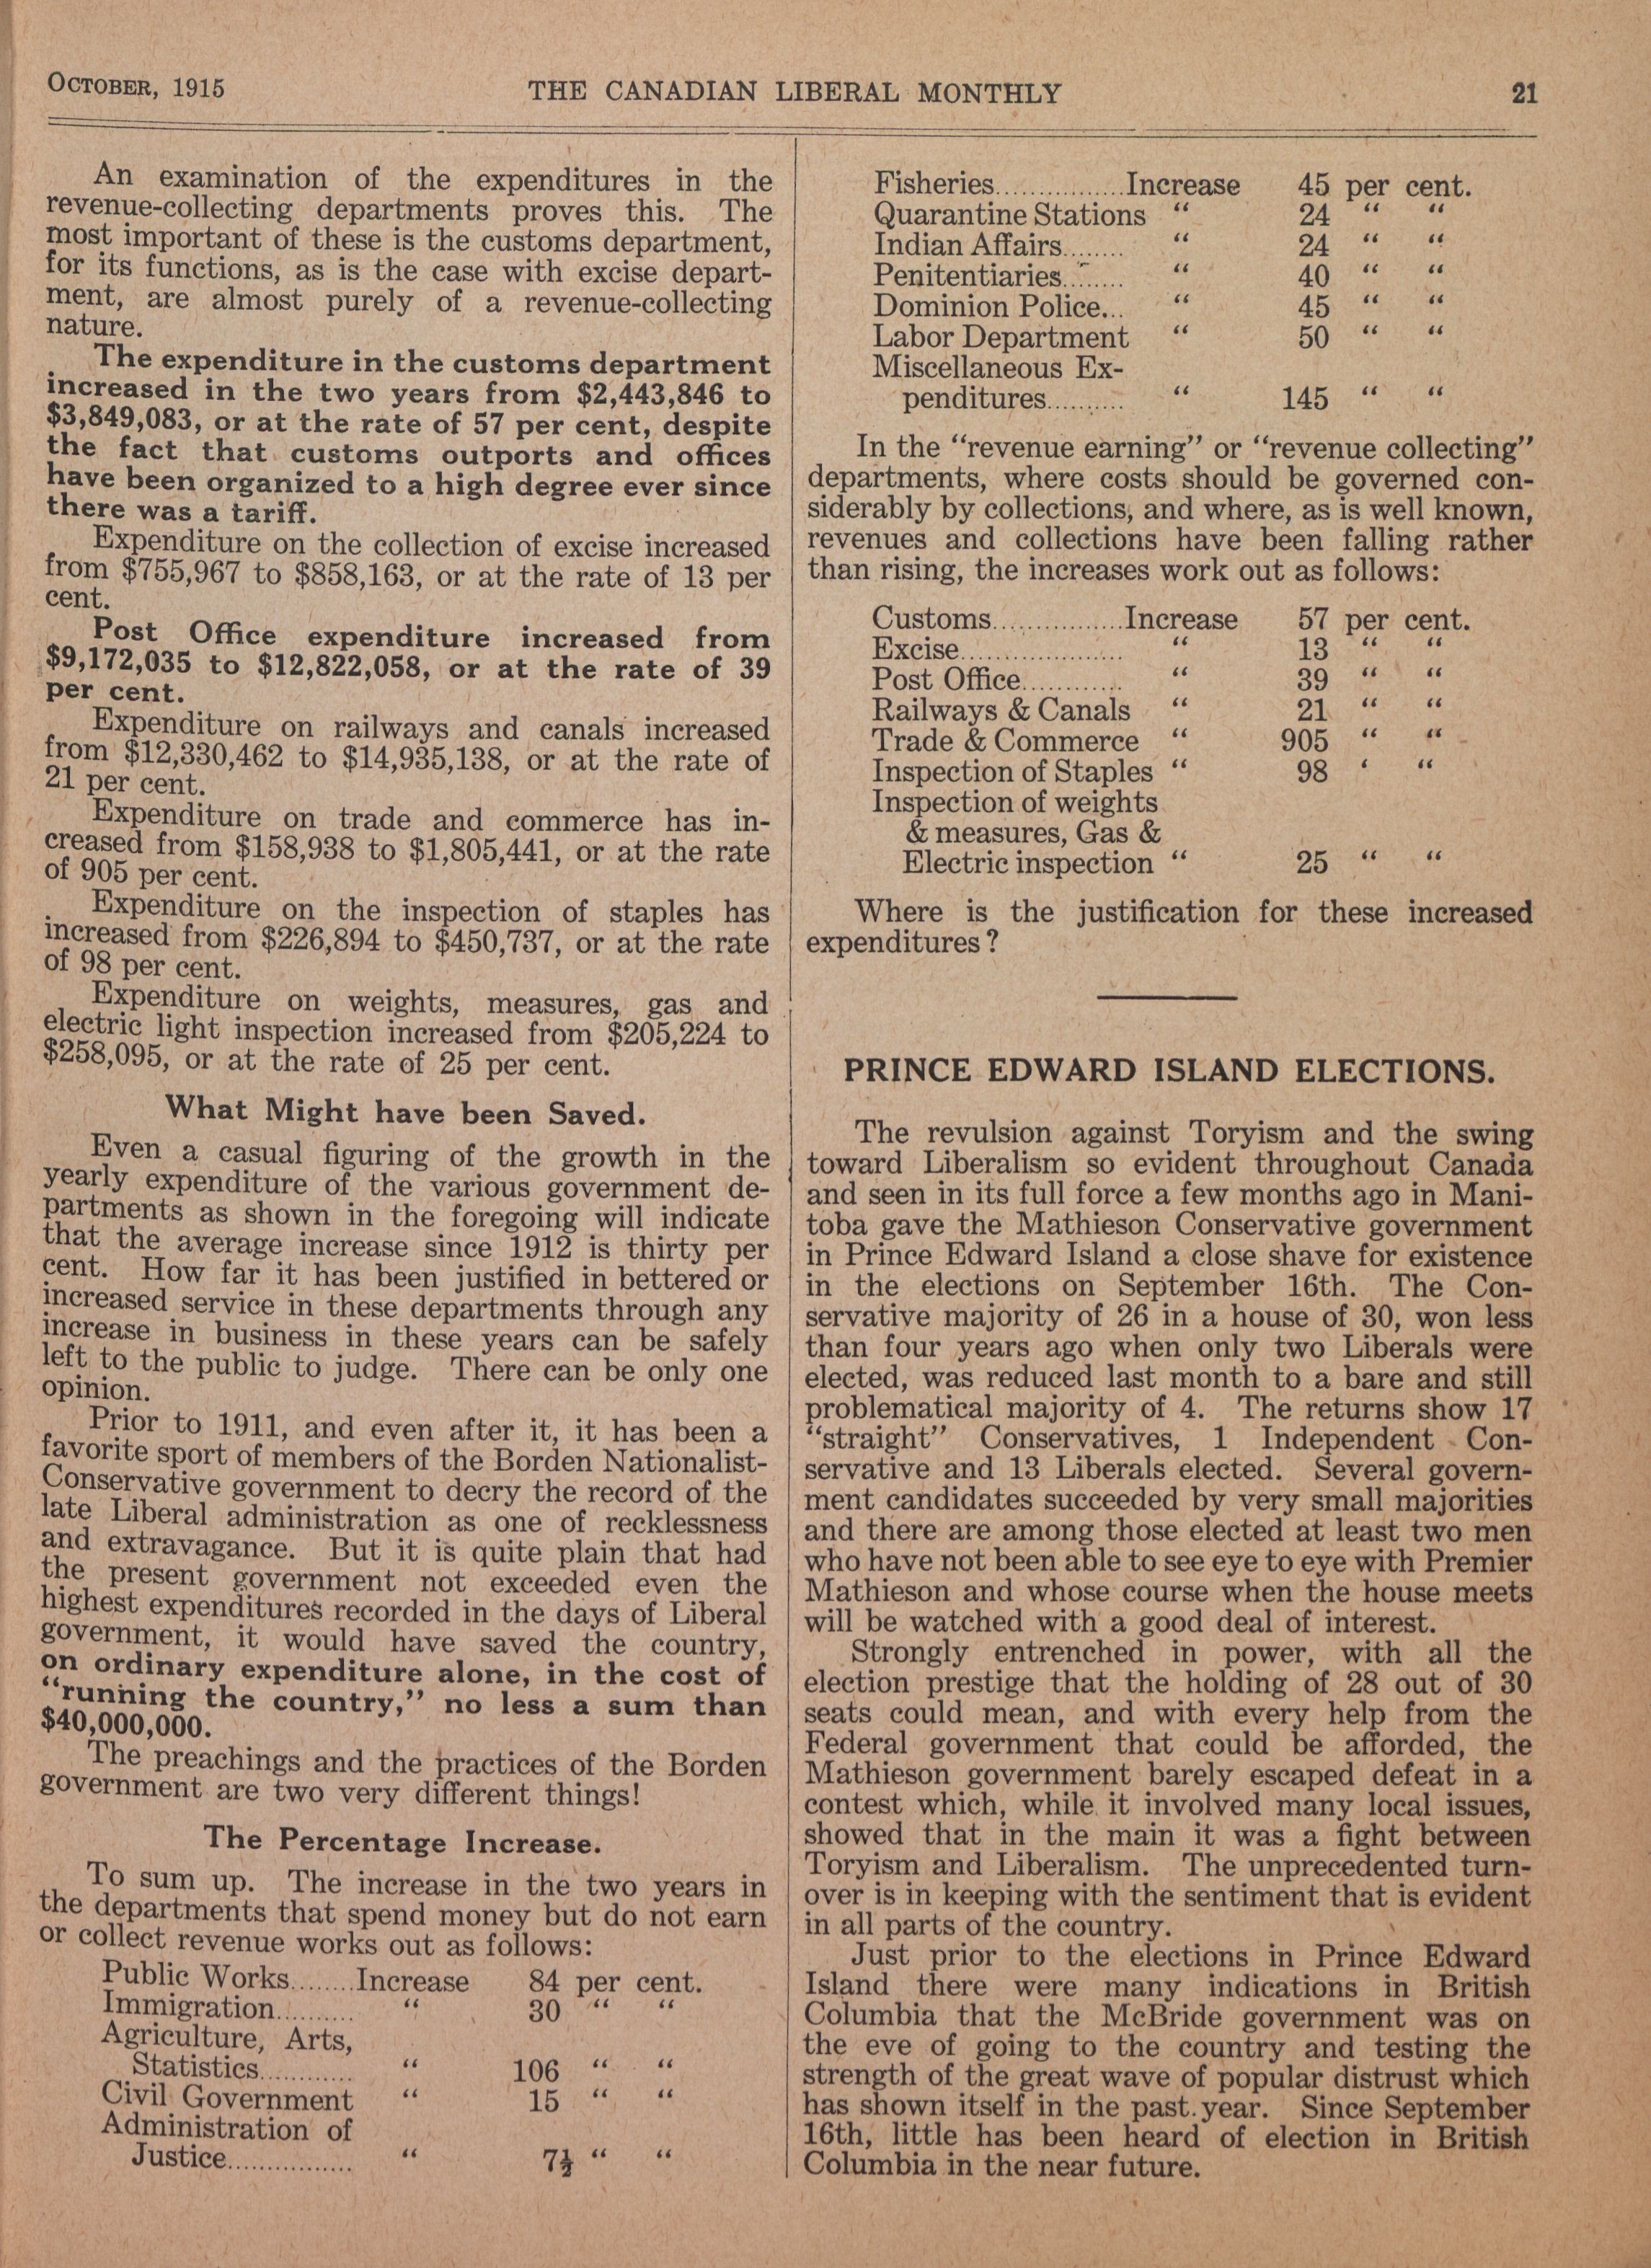 OCTOBER, 1915
THE CANADIAN LIBERAL MONTHLY
21
An examination of the expenditures in the
revenue-collecting departments proves this. The
most important of these is the customs department,
for its functions, as is the case with excise depart-
ment, are almost purely of a revenue-collecting
nature.
The expenditure in the customs department
increased in the two years from $2,443,846 to
$3,849,083, or at the rate of 57 per cent, despite
the fact that customs outports and offices
have been organized to a high degree ever since
there was a tariff.
Expenditure on the collection of excise increased
from $755,967 to $858,163, or at the rate of 13 per
cent.
Post Office expenditure increased from
$9,172,035 to $12,822,058, or at the rate of 39
per cent.
Expenditure on railways and canals increased
from $12,330,462 to $14,935,138, or at the rate of
21 per cent.
Expenditure on trade and commerce has in-
creased from $158,938 to $1,805,441, or at the rate
of 905 per cent.
Expenditure on the inspection of staples has
increased from $226,894 to $450,737, or at the rate
of 98 per cent.
Expenditure on weights, measures, gas and
electric light inspection increased from $205,224 to
$258,095, or at the rate of 25 per cent.
What Might have been Saved.
Even a casual figuring of the growth in the
yearly expenditure of the various government de-
partments as shown in the foregoing will indicate
that the average increase since 1912 is thirty per
cent. How far it has been justified in bettered or
increased service in these departments through any
increase in business in these years can be safely
left to the public to judge. There can be only one
opinion.
Prior to 1911, and even after it, it has been a
favorite sport of members of the Borden Nationalist-
Conservative government to decry the record of the
late Liberal administration as one of recklessness
and extravagance. But it is quite plain that had
the present government not exceeded even the
highest expenditures recorded in the days of Liberal
government, it would have saved the country,
on ordinary expenditure alone, in the cost of
“running the country,” no less a sum than
$40,000,000.
The preachings and the practices of the Borden
government are two very different things!
The Percentage Increase.
To sum up. The increase in the two years in
the departments that spend money but do not earn
or collect revenue works out as follows:
Public Works........Increase 84 per cent.
Immigration.......... “ 30 “ “
Agriculture, Arts,
Statistics............ “ 106 “ “
Civil Government “ 15 “ “
Administration of
Justice................ “ 7½ “ “
Fisheries................Increase 45 per cent.
Quarantine Stations “ 24 “ “
Indian Affairs........ “ 24 “ “
Penitentiaries........ “ 40 “ “
Dominion Police... “ 45 “ “
Labor Department “ 50 “ “
Miscellaneous Ex-
penditures.......... “ 145 “ “
In the “revenue earning” or “revenue collecting”
departments, where costs should be governed con-
siderably by collections, and where, as is well known,
revenues and collections have been falling rather
than rising, the increases work out as follows:
Customs................Increase 57 per cent.
Excise..................... “ 13 “ “
Post Office............. “ 39 “ “
Railways & Canals “ 21 “ “
Trade & Commerce “ 905 “ “
Inspection of Staples “ 98 ‘ “
Inspection of weights
& measures, Gas &
Electric inspection “ 25 “ “
Where is the justification for these increased
expenditures?
PRINCE EDWARD ISLAND ELECTIONS.
The revulsion against Toryism and the swing
toward Liberalism so evident throughout Canada
and seen in its full force a few months ago in Mani-
toba gave the Mathieson Conservative government
in Prince Edward Island a close shave for existence
in the elections on September 16th. The Con-
servative majority of 26 in a house of 30, won less
than four years ago when only two Liberals were
elected, was reduced last month to a bare and still
problematical majority of 4. The returns show 17
“straight” Conservatives, 1 Independent Con-
servative and 13 Liberals elected. Several govern-
ment candidates succeeded by very small majorities
and there are among those elected at least two men
who have not been able to see eye to eye with Premier
Mathieson and whose course when the house meets
will be watched with a good deal of interest.
Strongly entrenched in power, with all the
election prestige that the holding of 28 out of 30
seats could mean, and with every help from the
Federal government that could be afforded, the
Mathieson government barely escaped defeat in a
contest which, while it involved many local issues,
showed that in the main it was a fight between
Toryism and Liberalism. The unprecedented turn-
over is in keeping with the sentiment that is evident
in all parts of the country.
Just prior to the elections in Prince Edward
Island there were many indications in British
Columbia that the McBride government was on
the eve of going to the country and testing the
strength of the great wave of popular distrust which
has shown itself in the past year. Since September
16th, little has been heard of election in British
Columbia in the near future.